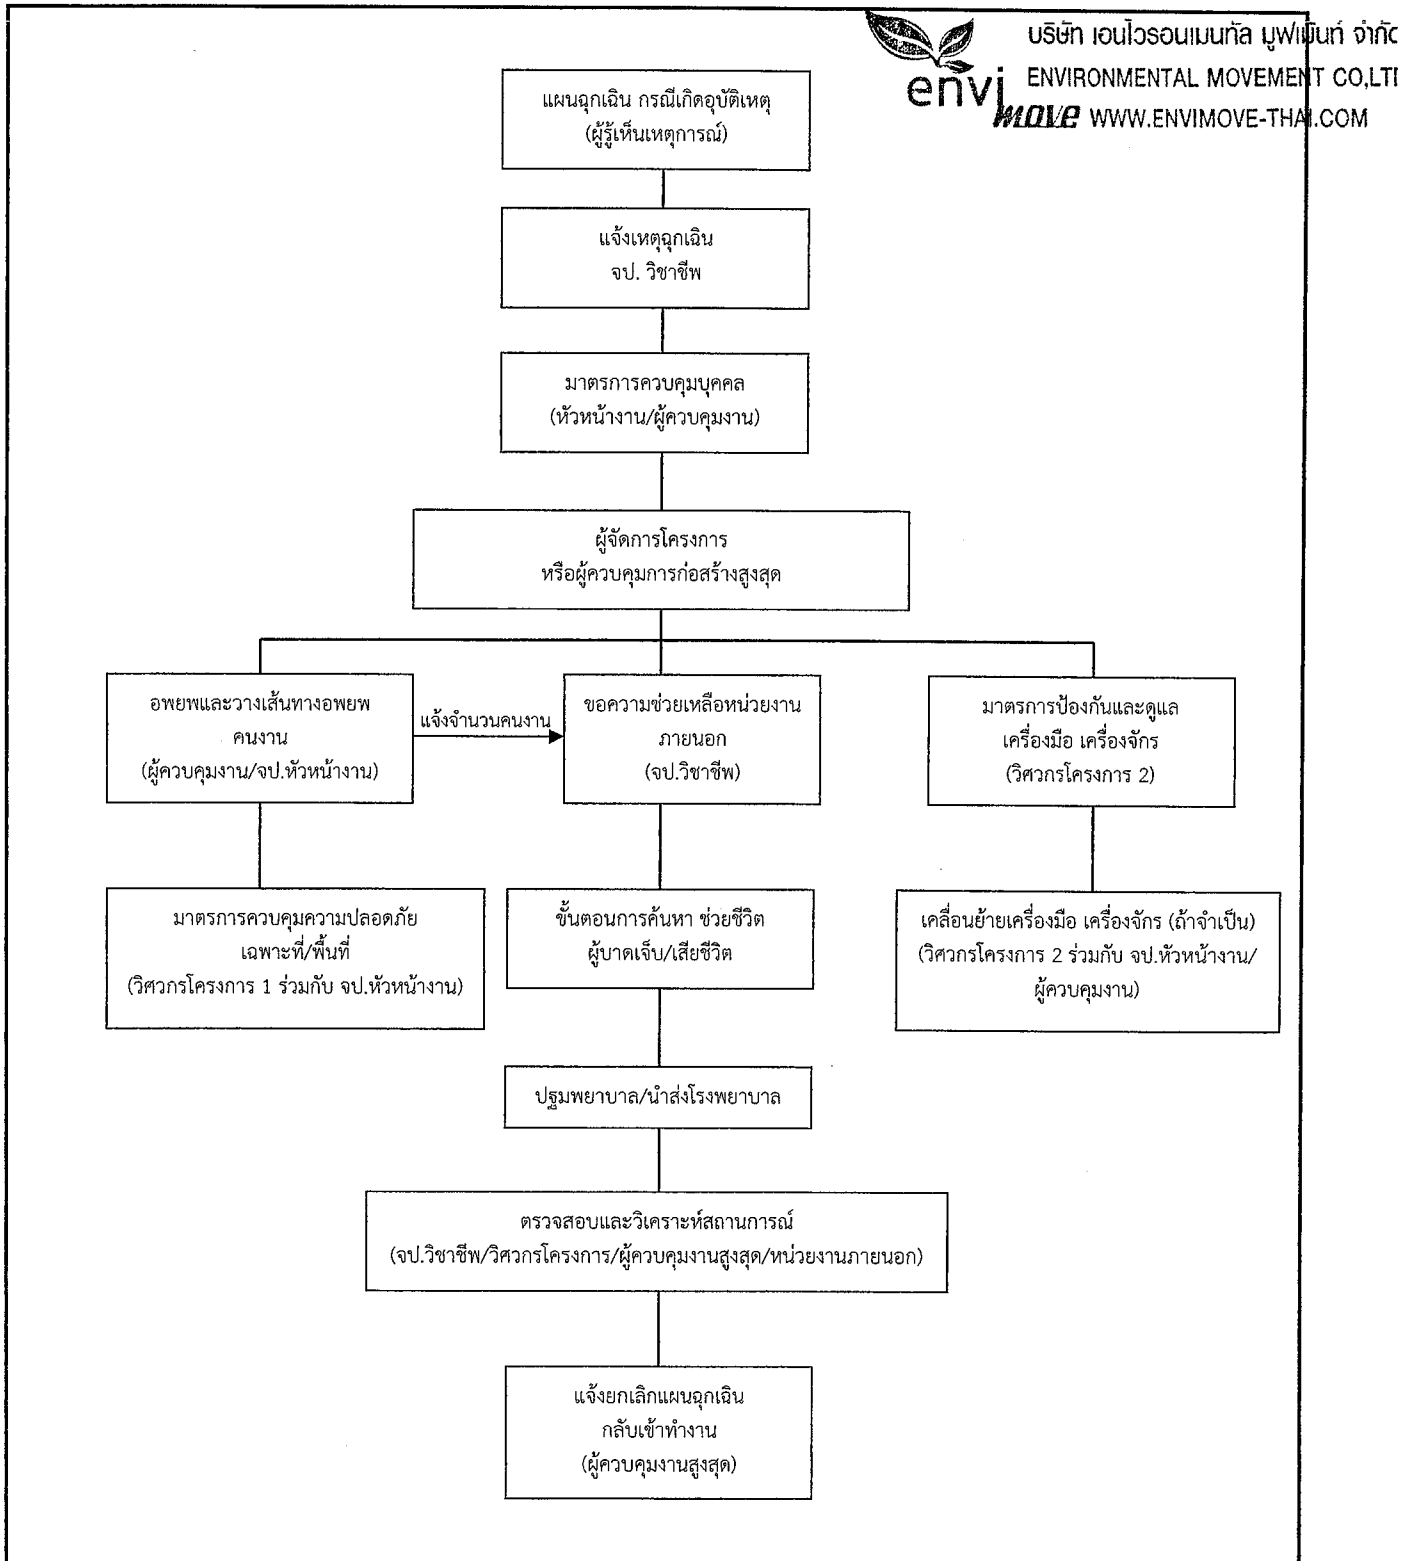 บริษัท เอนไวรอนเมนทัล มูฟเม้นท์ จำกัด
ENVIRONMENTAL MOVEMENT CO,LT
envi
move WWW.ENVIMOVE-THAI.COM
แผนฉุกเฉิน กรณีเกิดอุบัติเหตุ
(ผู้รู้เห็นเหตุการณ์)
แจ้งเหตุฉุกเฉิน
จป. วิชาชีพ
มาตรการควบคุมบุคคล
(หัวหน้างาน/ผู้ควบคุมงาน)
ผู้จัดการโครงการ
หรือผู้ควบคุมการก่อสร้างสูงสุด
อพยพและวางเส้นทางอพยพ
คนงาน
(ผู้ควบคุมงาน/จป.หัวหน้างาน)
แจ้งจำนวนคนงาน
ขอความช่วยเหลือหน่วยงาน
ภายนอก
(จป.วิชาชีพ)
มาตรการป้องกันและดูแล
เครื่องมือ เครื่องจักร
(วิศวกรโครงการ 2)
มาตรการควบคุมความปลอดภัย
เฉพาะที่/พื้นที่
(วิศวกรโครงการ 1 ร่วมกับ จป.หัวหน้างาน)
ขั้นตอนการค้นหา ช่วยชีวิต
ผู้บาดเจ็บ/เสียชีวิต
เคลื่อนย้ายเครื่องมือ เครื่องจักร (ถ้าจำเป็น)
(วิศวกรโครงการ 2 ร่วมกับ จป.หัวหน้างาน/
ผู้ควบคุมงาน)
ปฐมพยาบาล/นำส่งโรงพยาบาล
ตรวจสอบและวิเคราะห์สถานการณ์
(จป.วิชาชีพ/วิศวกรโครงการ/ผู้ควบคุมงานสูงสุด/หน่วยงานภายนอก)
แจ้งยกเลิกแผนฉุกเฉิน
กลับเข้าทำงาน
(ผู้ควบคุมงานสูงสุด)